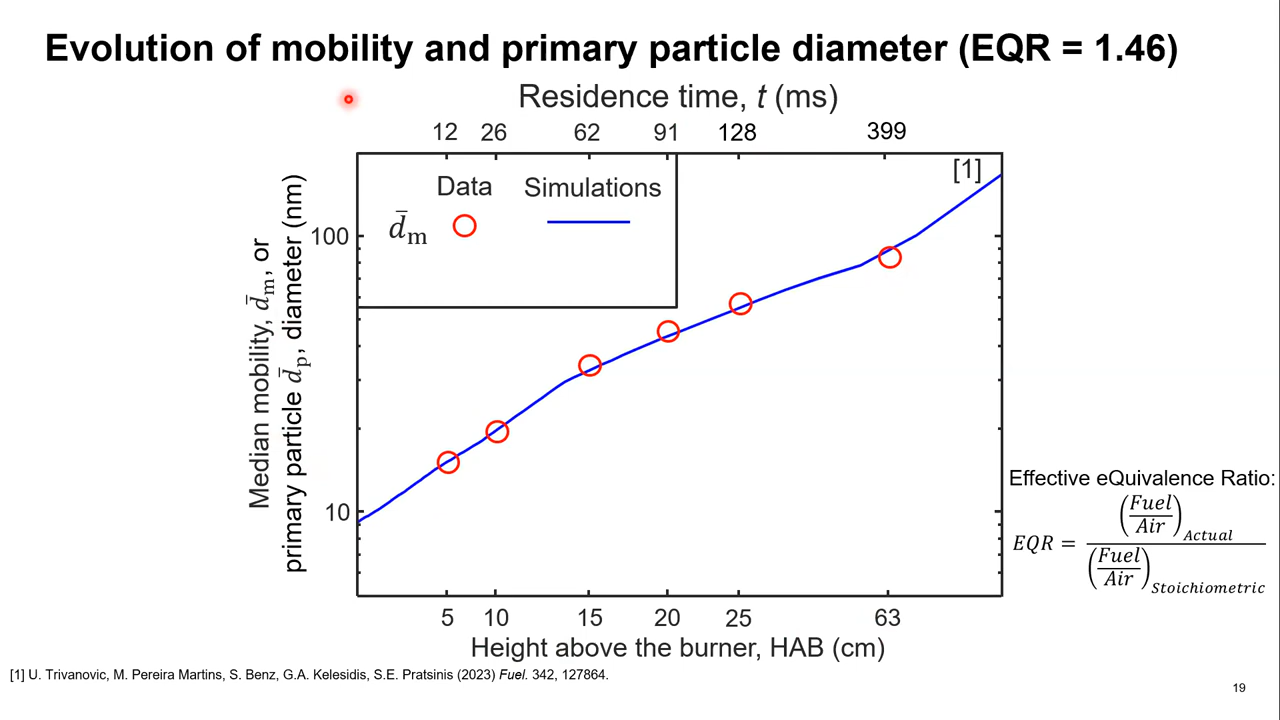 Evolution of mobility and primary particle diameter (EQR = 1.46)
Residence time, t (ms)
12 26 62 91 128 399
[1]
Data Simulations
d̄m
Median mobility, d̄m, or
primary particle d̄p, diameter (nm)
100
10
5 10 15 20 25 63
Height above the burner, HAB (cm)
Effective eQuivalence Ratio:
EQR = (Fuel/Air)Actual / (Fuel/Air)Stoichiometric
[1] U. Trivanovic, M. Pereira Martins, S. Benz, G.A. Kelesidis, S.E. Pratsinis (2023) Fuel. 342, 127864.
19